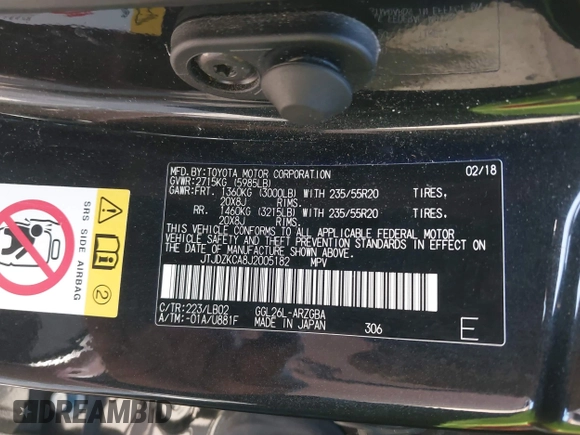 MFD.BY:TOYOTA MOTOR CORPORATION 02/18
GVWR:2715KG (5985LB)
GAWR:FRT. 1360KG (3000LB) WITH 235/55R20 TIRES,
20X8J RIMS.
RR. 1460KG (3215LB) WITH 235/55R20 TIRES,
20X8J RIMS.
THIS VEHICLE CONFORMS TO ALL APPLICABLE FEDERAL MOTOR
VEHICLE SAFETY AND THEFT PREVENTION STANDARDS IN EFFECT ON
THE DATE OF MANUFACTURE SHOWN ABOVE.
JTJDZKCA8J2005182 MPV
C/TR:223/LB02 GGL26L-ARZGBA
A/TM:-01A/U881F MADE IN JAPAN 306 E
SRS SIDE AIRBAG
2
DREAMBID